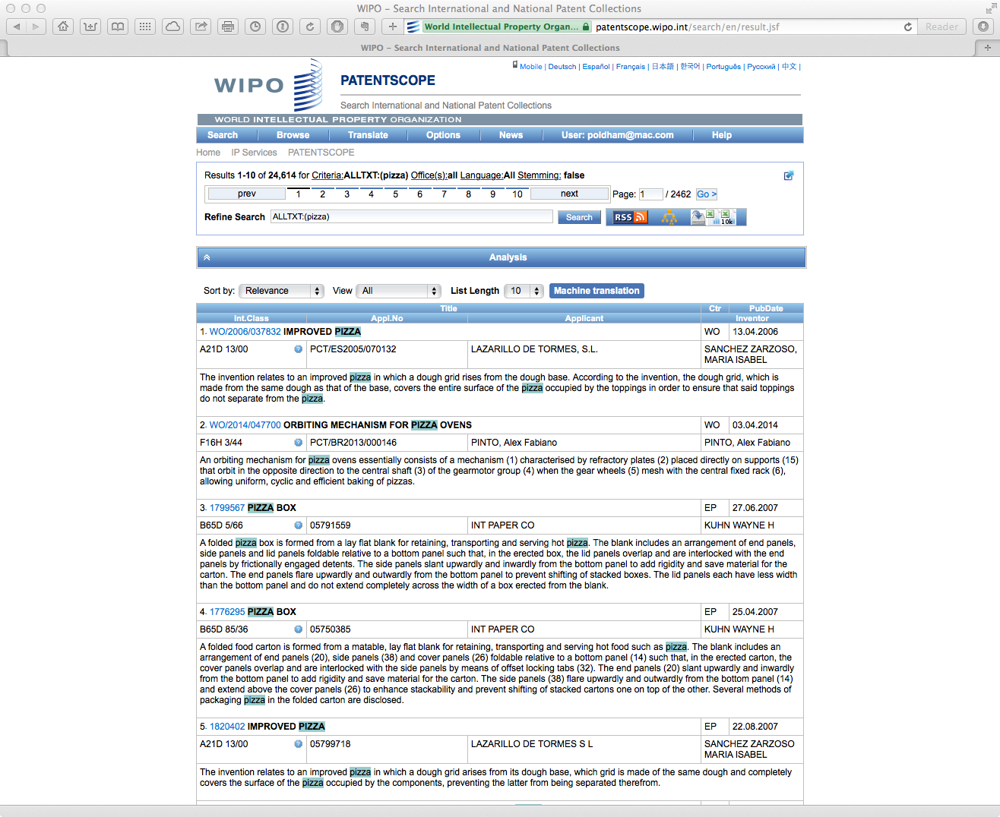 WIPO – Search International and National Patent Collections
World Intellectual Property Organ... patentscope.wipo.int/search/en/result.jsf Reader
WIPO – Search International and National Patent Collections
Mobile | Deutsch | Español | Français | 日本語 | 한국어 | Português | Русский | 中文 |
WIPO PATENTSCOPE
Search International and National Patent Collections
WORLD INTELLECTUAL PROPERTY ORGANIZATION
Search Browse Translate Options News User: poldham@mac.com Help
Home IP Services PATENTSCOPE
Results 1-10 of 24,614 for Criteria:ALLTXT:(pizza) Office(s):all Language:All Stemming: false
prev 1 2 3 4 5 6 7 8 9 10 next Page: 1 / 2462 Go >
Refine Search ALLTXT:(pizza) Search RSS 10k
Analysis
Sort by: Relevance View All List Length 10 Machine translation
Title Ctr PubDate
Int.Class Appl.No Applicant Inventor
1. WO/2006/037832 IMPROVED PIZZA WO 13.04.2006
A21D 13/00 PCT/ES2005/070132 LAZARILLO DE TORMES, S.L. SANCHEZ ZARZOSO,
MARIA ISABEL
The invention relates to an improved pizza in which a dough grid rises from the dough base. According to the invention, the dough grid, which is
made from the same dough as that of the base, covers the entire surface of the pizza occupied by the toppings in order to ensure that said toppings
do not separate from the pizza.
2. WO/2014/047700 ORBITING MECHANISM FOR PIZZA OVENS WO 03.04.2014
F16H 3/44 PCT/BR2013/000146 PINTO, Alex Fabiano PINTO, Alex Fabiano
An orbiting mechanism for pizza ovens essentially consists of a mechanism (1) characterised by refractory plates (2) placed directly on supports (15)
that orbit in the opposite direction to the central shaft (3) of the gearmotor group (4) when the gear wheels (5) mesh with the central fixed rack (6),
allowing uniform, cyclic and efficient baking of pizzas.
3. 1799567 PIZZA BOX EP 27.06.2007
B65D 5/66 05791559 INT PAPER CO KUHN WAYNE H
A folded pizza box is formed from a lay flat blank for retaining, transporting and serving hot pizza. The blank includes an arrangement of end panels,
side panels and lid panels foldable relative to a bottom panel such that, in the erected box, the lid panels overlap and are interlocked with the end
panels by frictionally engaged detents. The side panels slant upwardly and inwardly from the bottom panel to add rigidity and save material for the
carton. The end panels flare upwardly and outwardly from the bottom panel to prevent shifting of stacked boxes. The lid panels each have less width
than the bottom panel and do not extend completely across the width of a box erected from the blank.
4. 1776295 PIZZA BOX EP 25.04.2007
B65D 85/36 05750385 INT PAPER CO KUHN WAYNE H
A folded food carton is formed from a matable, lay flat blank for retaining, transporting and serving hot food such as pizza. The blank includes an
arrangement of end panels (20), side panels (38) and cover panels (26) foldable relative to a bottom panel (14) such that, in the erected carton, the
cover panels overlap and are interlocked with the side panels by means of offset locking tabs (32). The end panels (20) slant upwardly and inwardly
from the bottom panel to add rigidity and save material for the carton. The side panels (38) flare upwardly and outwardly from the bottom panel (14)
and extend above the cover panels (26) to enhance stackability and prevent shifting of stacked cartons one on top of the other. Several methods of
packaging pizza in the folded carton are disclosed.
5. 1820402 IMPROVED PIZZA EP 22.08.2007
A21D 13/00 05799718 LAZARILLO DE TORMES S L SANCHEZ ZARZOSO
MARIA ISABEL
The invention relates to an improved pizza in which a dough grid arises from its dough base, which grid is made of the same dough and completely
covers the surface of the pizza occupied by the components, preventing the latter from being separated therefrom.